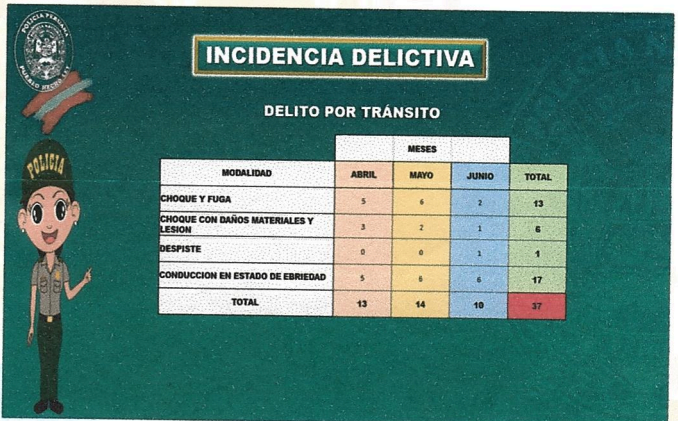 POLICIA PERUANA
INCIDENCIA DELICTIVA
DELITO POR TRÁNSITO
POLICIA
MESES
MODALIDAD ABRIL MAYO JUNIO TOTAL
CHOQUE Y FUGA 5 6 2 13
CHOQUE CON DAÑOS MATERIALES Y
LESION 3 2 1 6
DESPISTE 0 0 1 1
CONDUCCION EN ESTADO DE EBRIEDAD 5 6 6 17
TOTAL 13 14 10 37